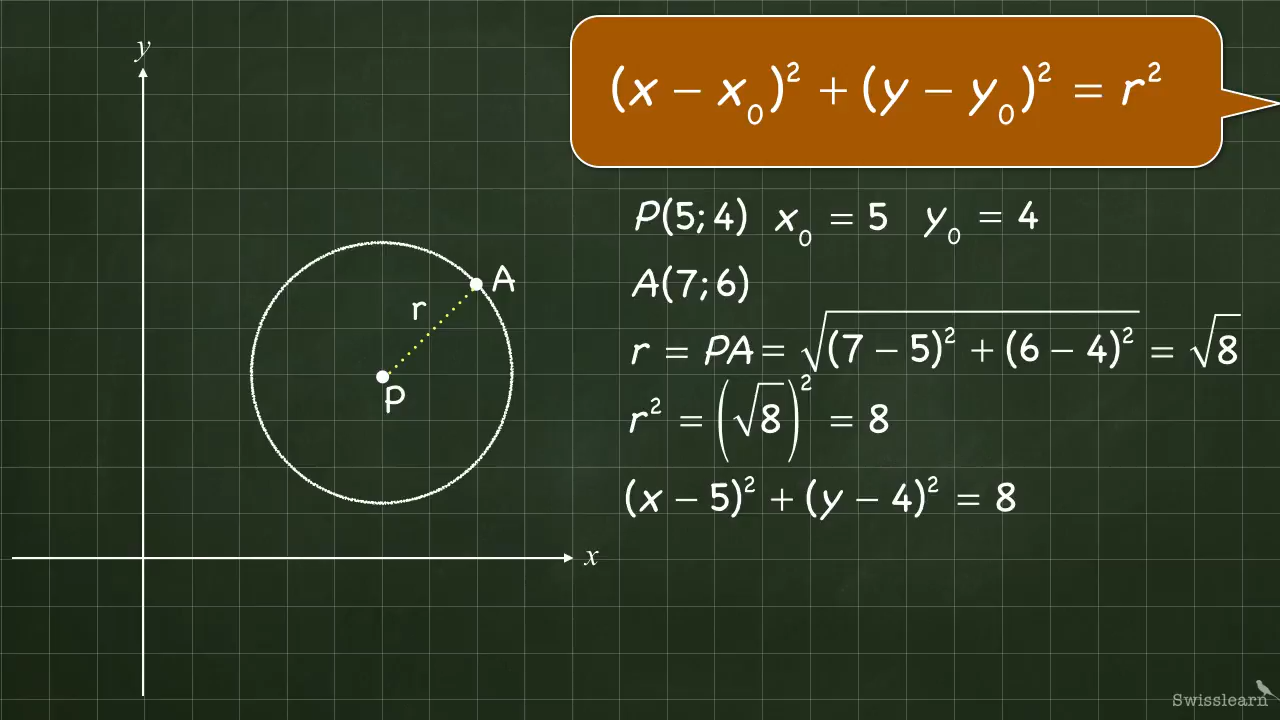 (x − x₀)² + (y − y₀)² = r²
y
P(5; 4) x₀ = 5 y₀ = 4
A(7; 6)
A
r
r = PA = √((7 − 5)² + (6 − 4)²) = √8
P
r² = (√8)² = 8
(x − 5)² + (y − 4)² = 8
x
Swisslearn